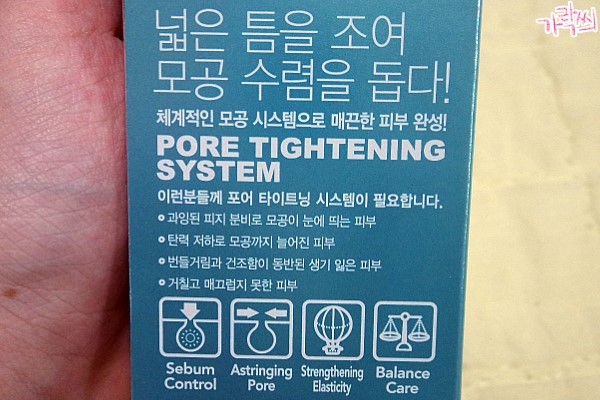 가락찌
넓은 틈을 조여
모공 수렴을 돕다!
체계적인 모공 시스템으로 매끈한 피부 완성!
PORE TIGHTENING
SYSTEM
이런분들께 포어 타이트닝 시스템이 필요합니다.
과잉된 피지 분비로 모공이 눈에 띄는 피부
탄력 저하로 모공까지 늘어진 피부
번들거림과 건조함이 동반된 생기 잃은 피부
거칠고 매끄럽지 못한 피부
Sebum Control
Astringing Pore
Strengthening Elasticity
Balance Care